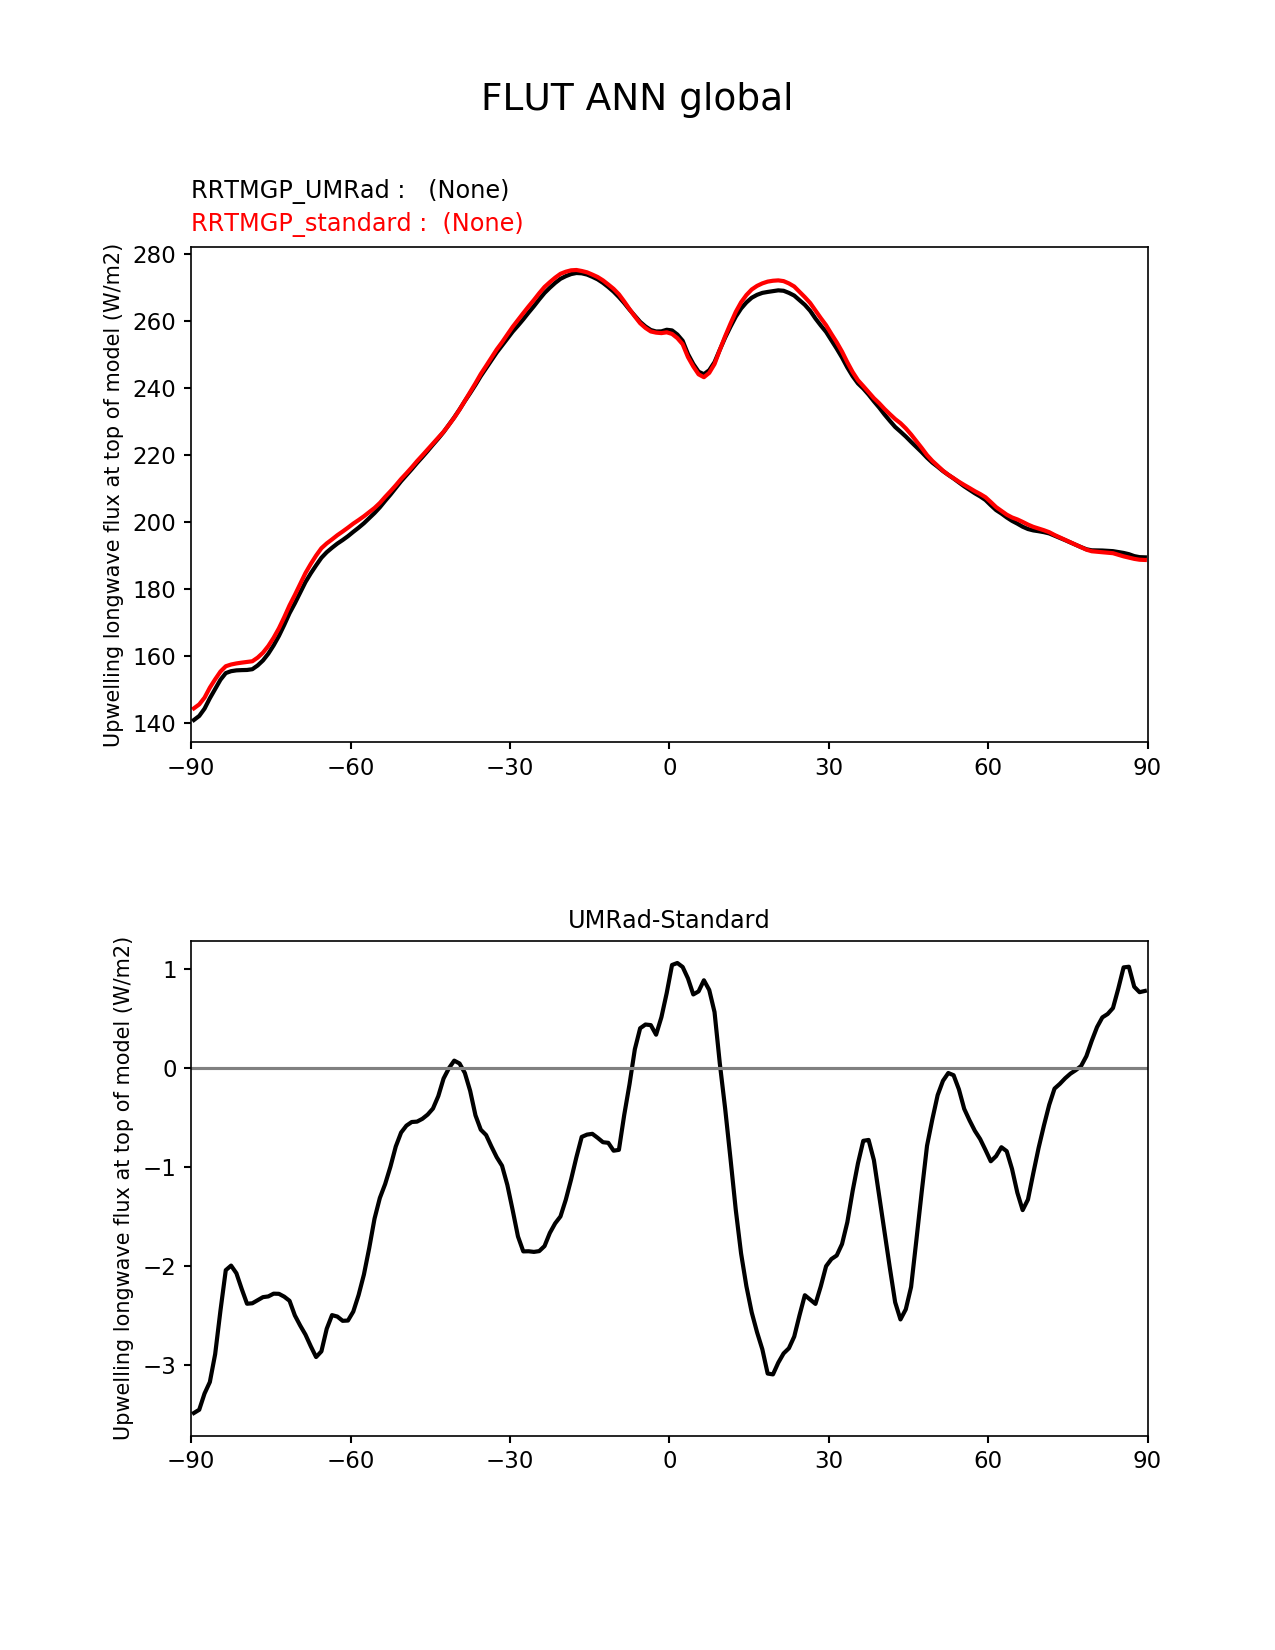 FLUT ANN global
RRTMGP_UMRad :   (None)
RRTMGP_standard :  (None)
Upwelling longwave flux at top of model (W/m2)
280
260
240
220
200
180
160
140
−90 −60 −30 0 30 60 90
UMRad-Standard
Upwelling longwave flux at top of model (W/m2)
1
0
−1
−2
−3
−90 −60 −30 0 30 60 90